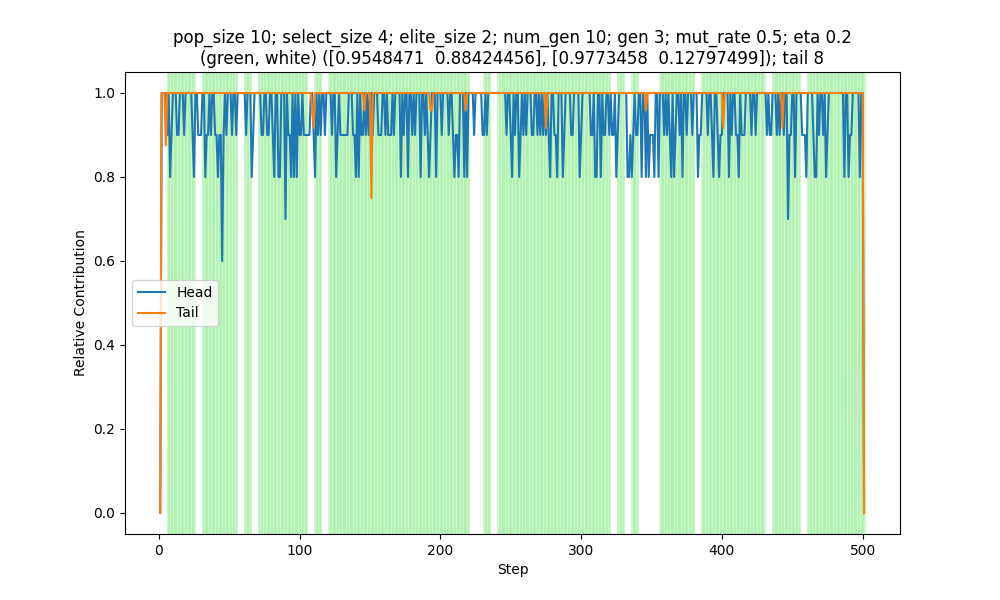 pop_size 10; select_size 4; elite_size 2; num_gen 10; gen 3; mut_rate 0.5; eta 0.2
(green, white) ([0.9548471  0.88424456], [0.9773458  0.12797499]); tail 8
1.0
0.8
0.6
0.4
0.2
0.0
Relative Contribution
Head
Tail
0 100 200 300 400 500
Step